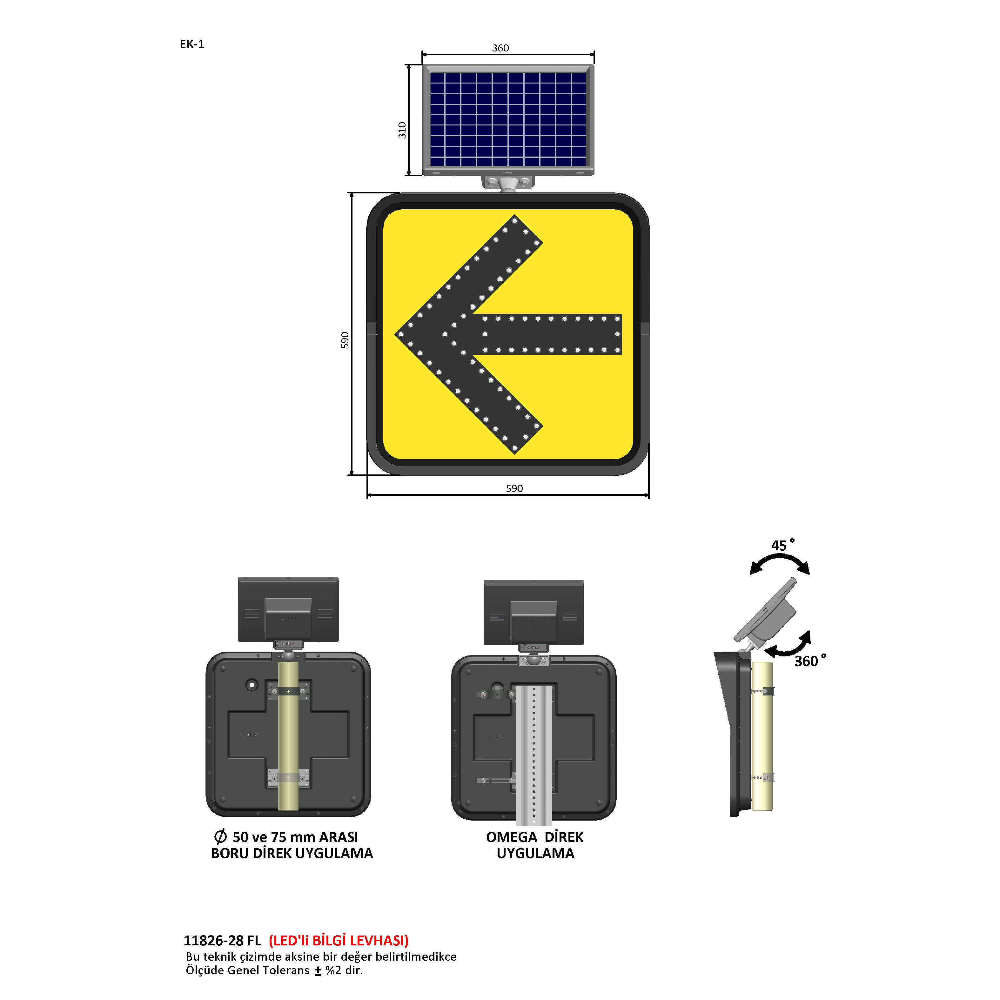 EK-1
360
310
590
590
45°
360°
Ø 50 ve 75 mm ARASI
BORU DİREK UYGULAMA
OMEGA DİREK
UYGULAMA
11826-28 FL (LED'li BİLGİ LEVHASI)
Bu teknik çizimde aksine bir değer belirtilmedikce
Ölçüde Genel Tolerans ± %2 dir.